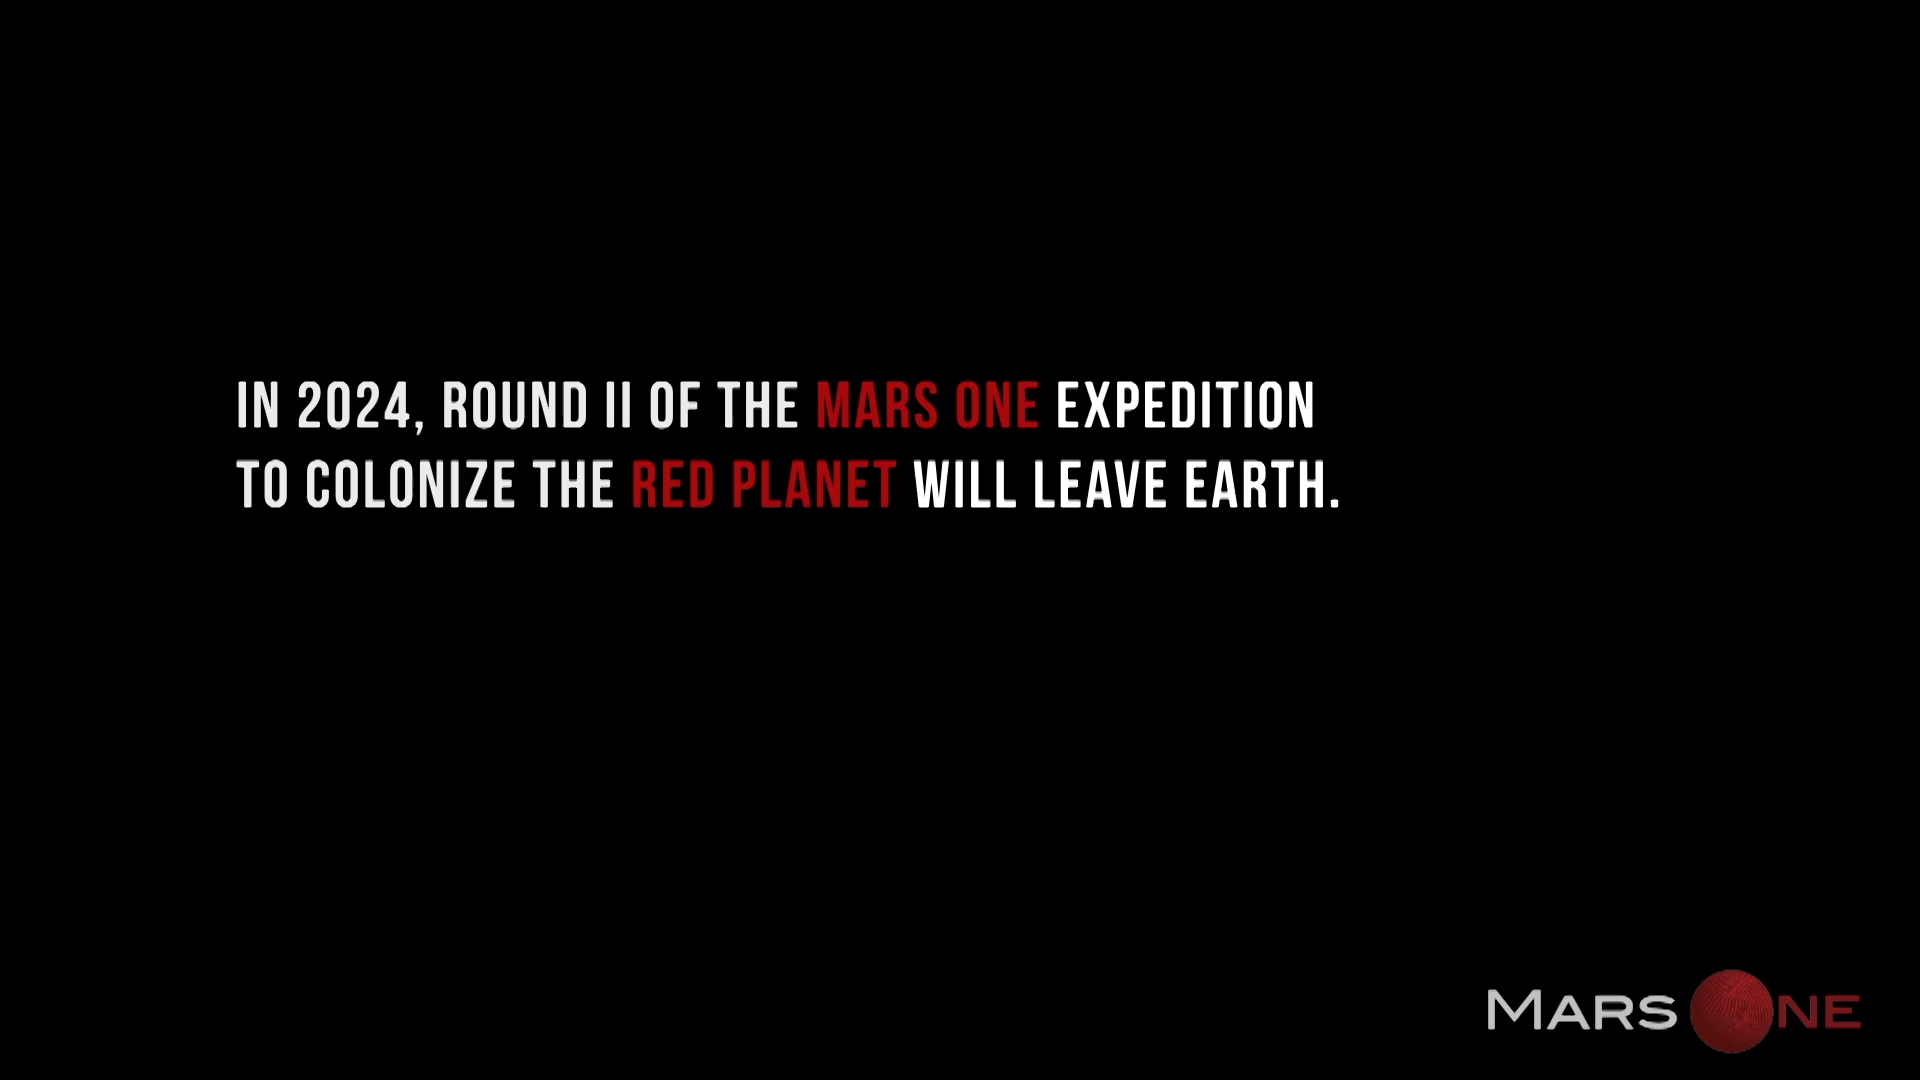 IN 2024, ROUND II OF THE MARS ONE EXPEDITION
TO COLONIZE THE RED PLANET WILL LEAVE EARTH.
MARS ONE